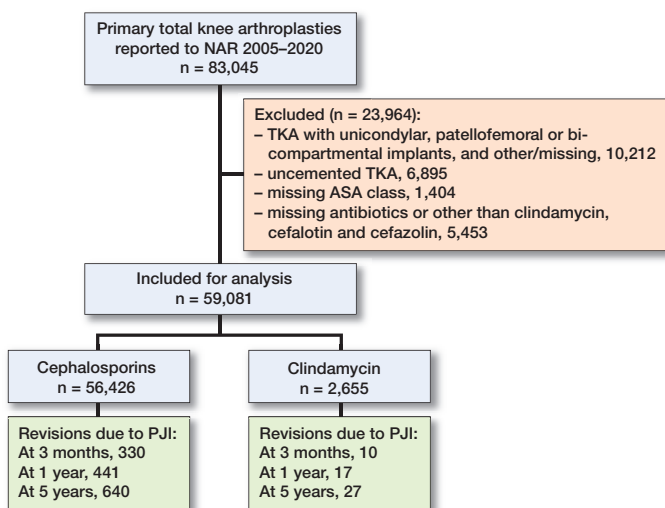 Primary total knee arthroplasties
reported to NAR 2005–2020
n = 83,045
Excluded (n = 23,964):
– TKA with unicondylar, patellofemoral or bi-
compartmental implants, and other/missing, 10,212
– uncemented TKA, 6,895
– missing ASA class, 1,404
– missing antibiotics or other than clindamycin,
cefalotin and cefazolin, 5,453
Included for analysis
n = 59,081
Cephalosporins
n = 56,426
Revisions due to PJI:
At 3 months, 330
At 1 year, 441
At 5 years, 640
Clindamycin
n = 2,655
Revisions due to PJI:
At 3 months, 10
At 1 year, 17
At 5 years, 27